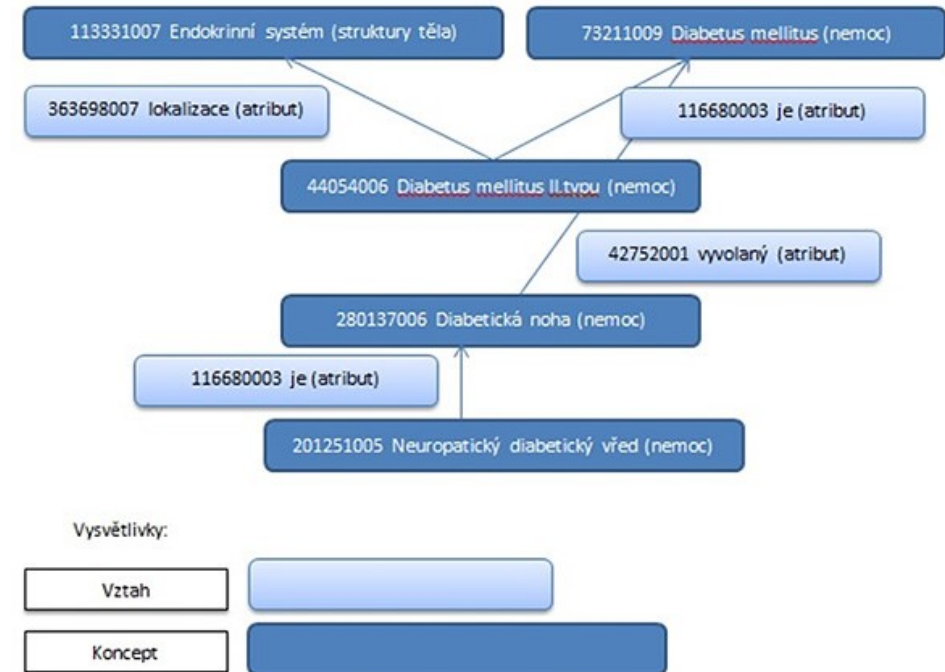 113331007 Endokrinní systém (struktury těla)
73211009 Diabetus mellitus (nemoc)
363698007 lokalizace (atribut)
116680003 je (atribut)
44054006 Diabetus mellitus II.tvpu (nemoc)
42752001 vyvolaný (atribut)
280137006 Diabetická noha (nemoc)
116680003 je (atribut)
201251005 Neuropatický diabetický vřed (nemoc)
Vysvětlivky:
Vztah
Koncept